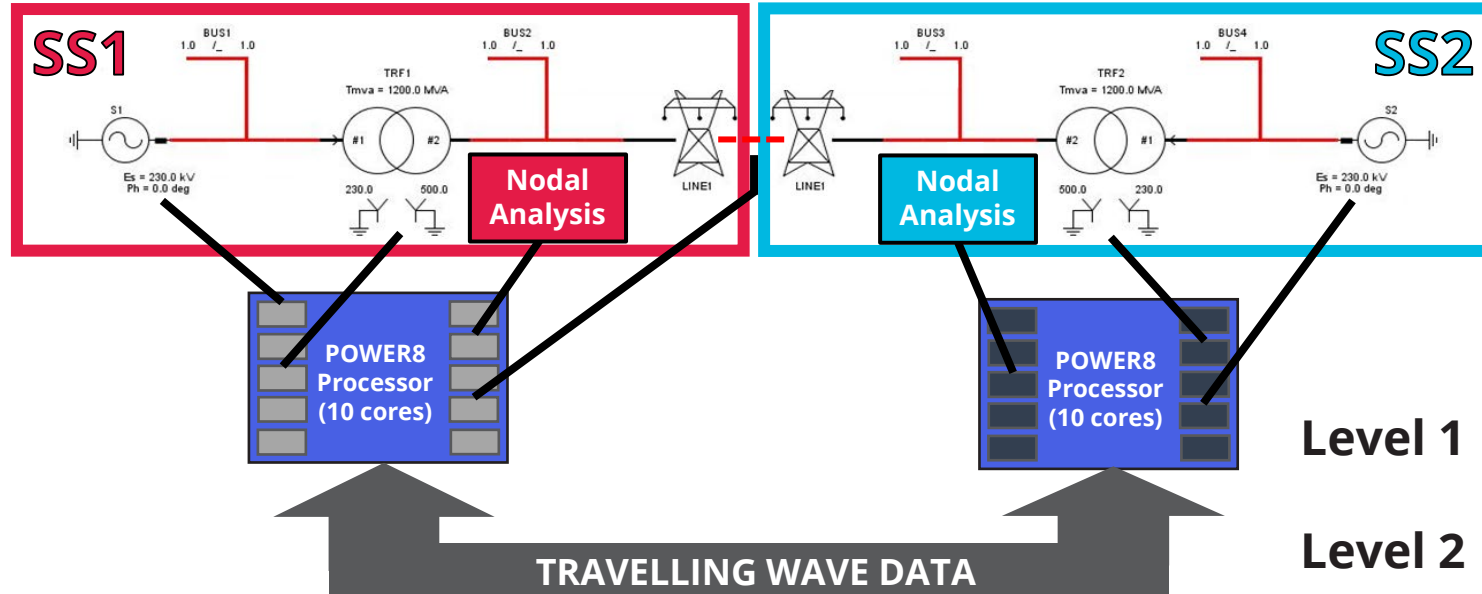 SS1
BUS1
1.0 /_ 1.0
BUS2
1.0 /_ 1.0
TRF1
Tmva = 1200.0 MVA
S1
#1
#2
Es = 230.0 kV
Ph = 0.0 deg
230.0
500.0
LINE1
Nodal
Analysis
SS2
BUS3
1.0 /_ 1.0
BUS4
1.0 /_ 1.0
TRF2
Tmva = 1200.0 MVA
S2
#2
#1
LINE1
500.0
230.0
Es = 230.0 kV
Ph = 0.0 deg
Nodal
Analysis
POWER8
Processor
(10 cores)
POWER8
Processor
(10 cores)
Level 1
Level 2
TRAVELLING WAVE DATA